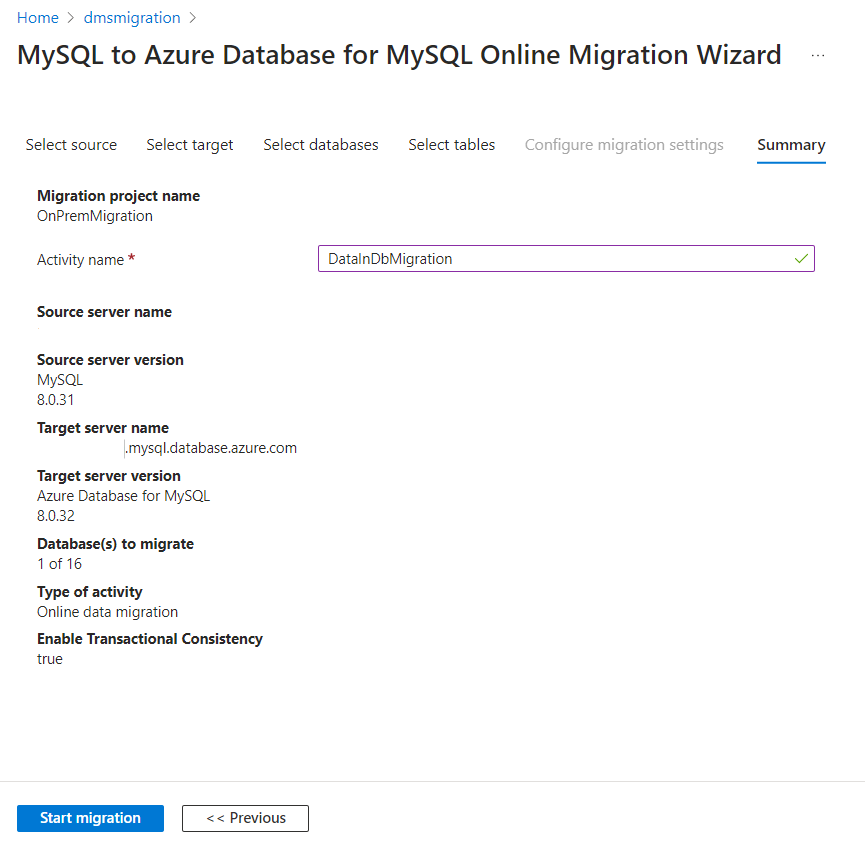 Home > dmsmigration >
MySQL to Azure Database for MySQL Online Migration Wizard ...
Select source Select target Select databases Select tables Configure migration settings Summary
Migration project name
OnPremMigration
Activity name * DataInDbMigration
Source server name
Source server version
MySQL
8.0.31
Target server name
.mysql.database.azure.com
Target server version
Azure Database for MySQL
8.0.32
Database(s) to migrate
1 of 16
Type of activity
Online data migration
Enable Transactional Consistency
true
Start migration << Previous